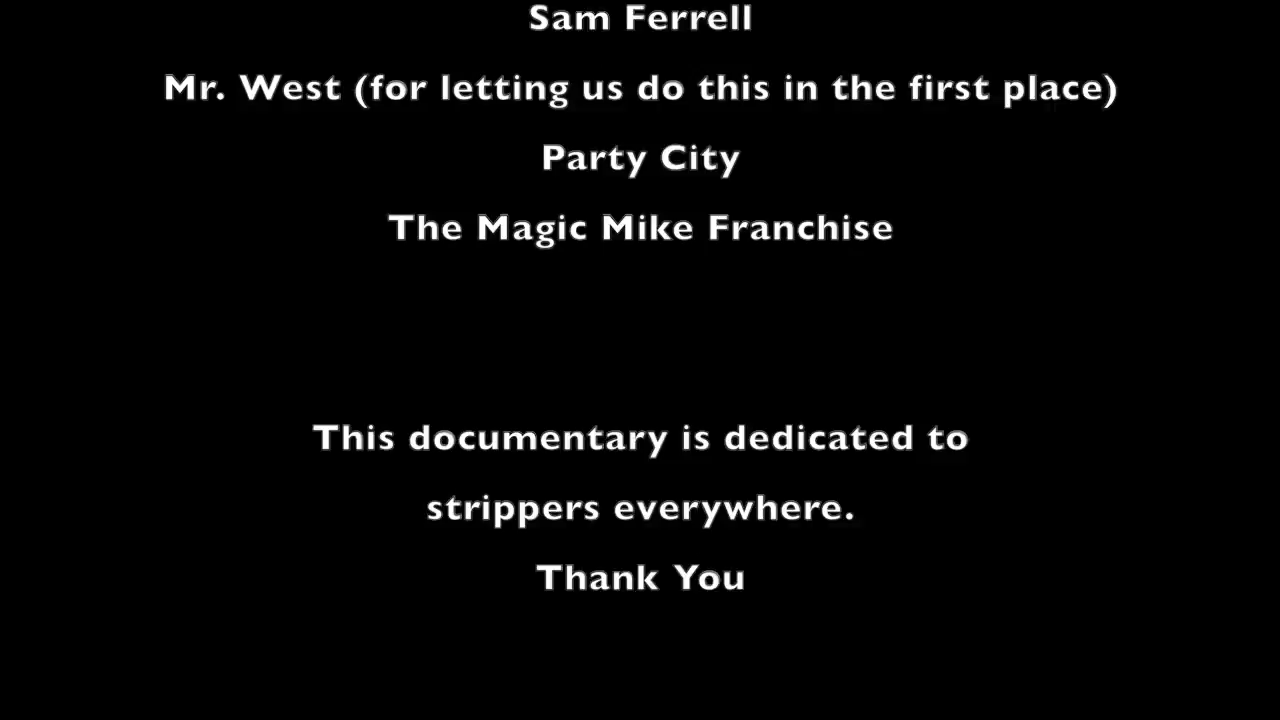 Sam Ferrell
Mr. West (for letting us do this in the first place)
Party City
The Magic Mike Franchise
This documentary is dedicated to
strippers everywhere.
Thank You